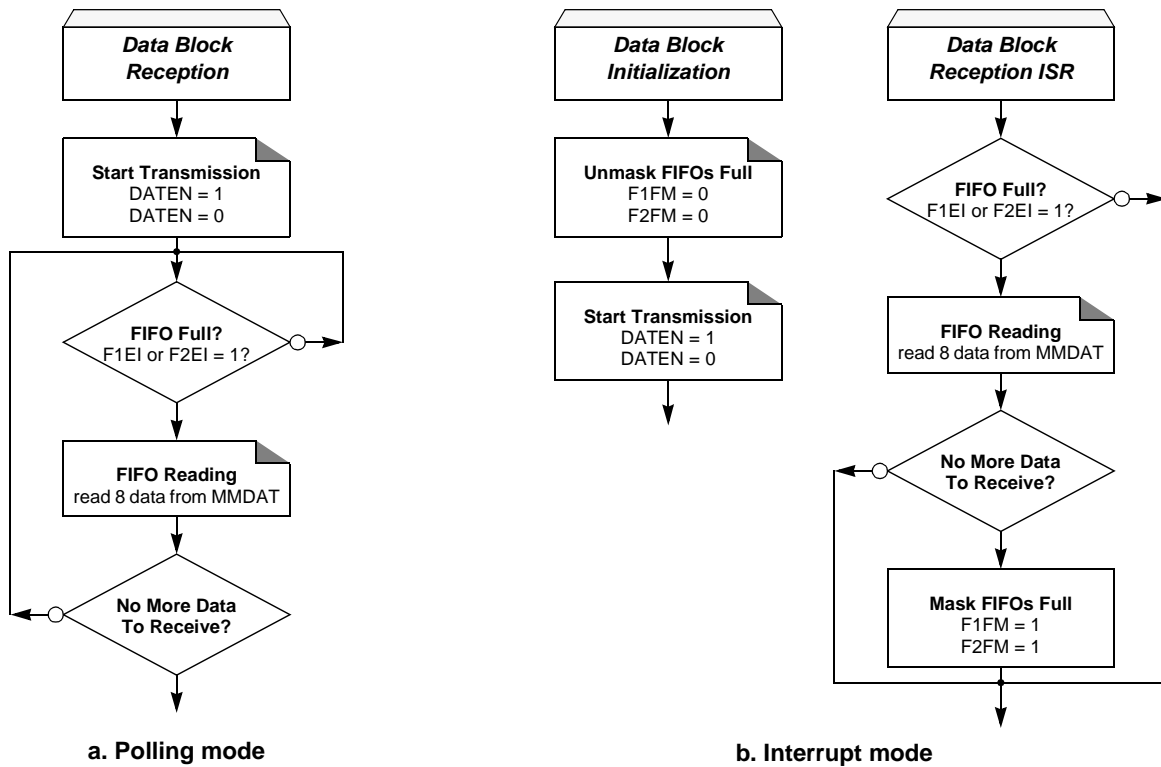 Data Block
Reception
Start Transmission
DATEN = 1
DATEN = 0
FIFO Full?
F1EI or F2EI = 1?
FIFO Reading
read 8 data from MMDAT
No More Data
To Receive?
a. Polling mode
Data Block
Initialization
Unmask FIFOs Full
F1FM = 0
F2FM = 0
Start Transmission
DATEN = 1
DATEN = 0
Data Block
Reception ISR
FIFO Full?
F1EI or F2EI = 1?
FIFO Reading
read 8 data from MMDAT
No More Data
To Receive?
Mask FIFOs Full
F1FM = 1
F2FM = 1
b. Interrupt mode